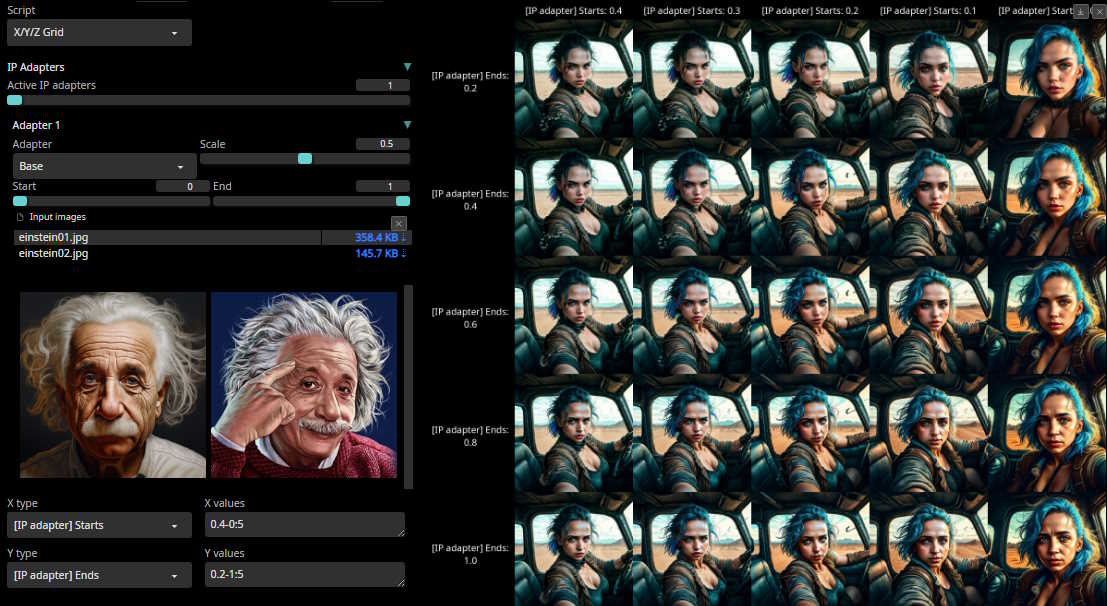 Script
X/Y/Z Grid
IP Adapters
Active IP adapters
1
Adapter 1
Adapter
Scale
0.5
Base
Start
0
End
1
Input images
einstein01.jpg
358.4 KB ↓
einstein02.jpg
145.7 KB ↓
X type
X values
[IP adapter] Starts
0.4-0:5
Y type
Y values
[IP adapter] Ends
0.2-1:5
[IP adapter] Starts: 0.4
[IP adapter] Starts: 0.3
[IP adapter] Starts: 0.2
[IP adapter] Starts: 0.1
[IP adapter] Start
[IP adapter] Ends:
0.2
[IP adapter] Ends:
0.4
[IP adapter] Ends:
0.6
[IP adapter] Ends:
0.8
[IP adapter] Ends:
1.0